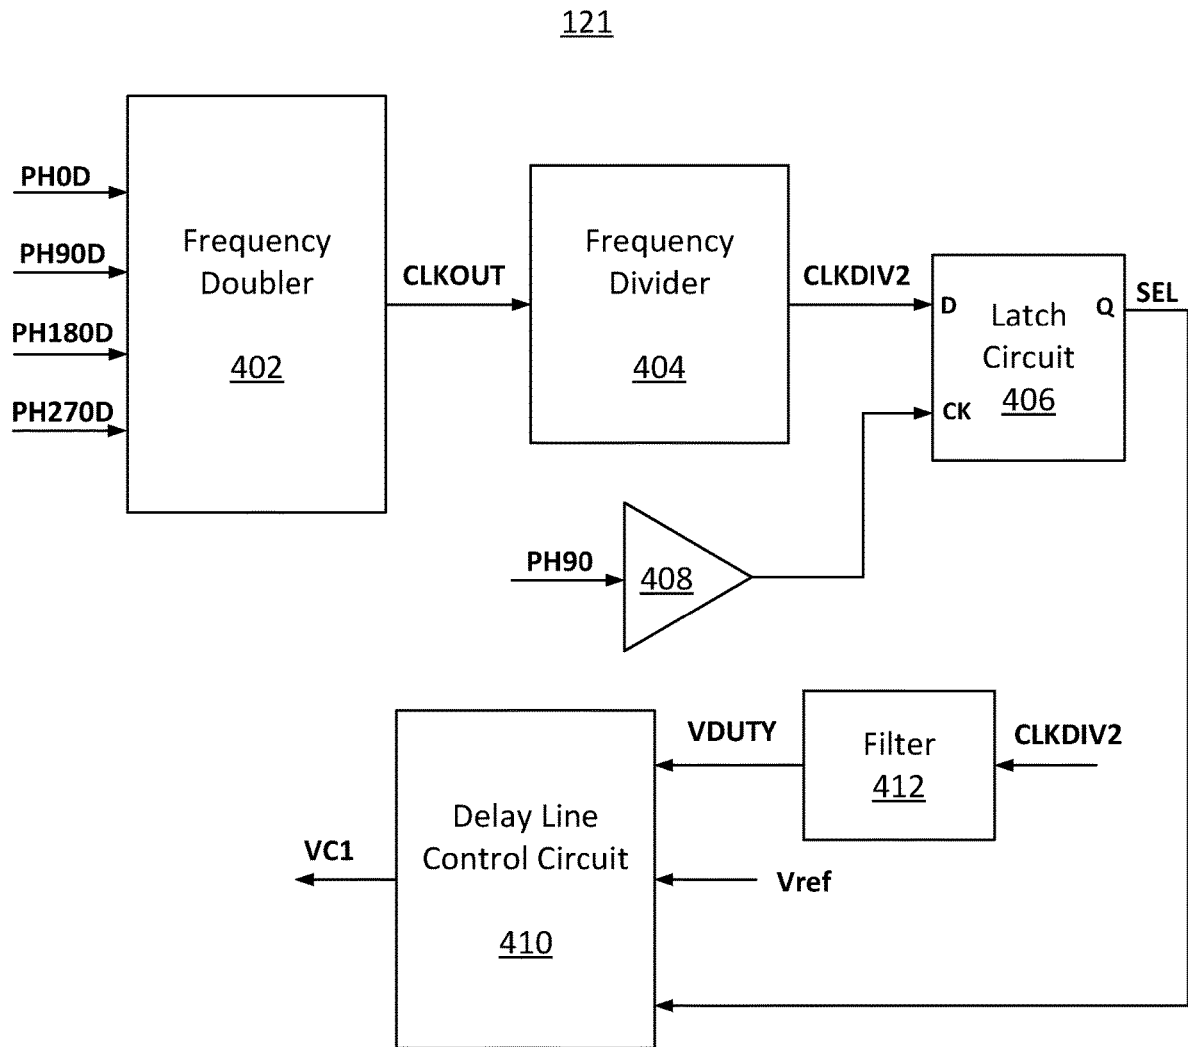 121
PH0D
PH90D
PH180D
PH270D
Frequency
Doubler
402
CLKOUT
Frequency
Divider
404
CLKDIV2
D
Q
CK
Latch
Circuit
406
SEL
PH90
408
VDUTY
Filter
412
CLKDIV2
Delay Line
Control Circuit
410
VC1
Vref